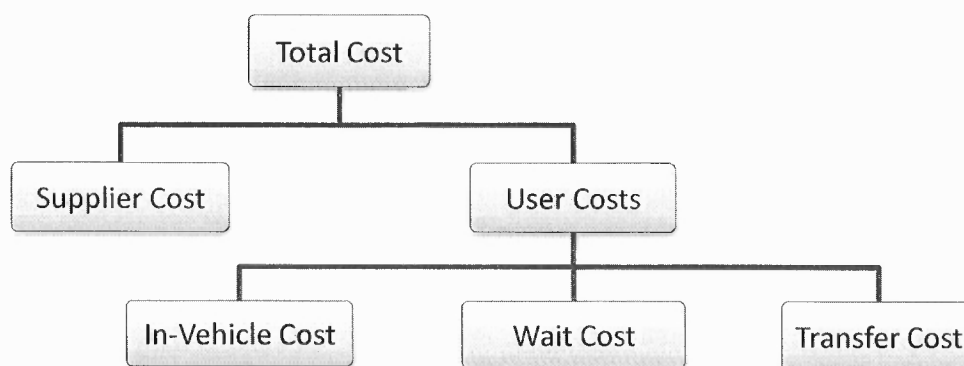 Total Cost
Supplier Cost
User Costs
In-Vehicle Cost
Wait Cost
Transfer Cost